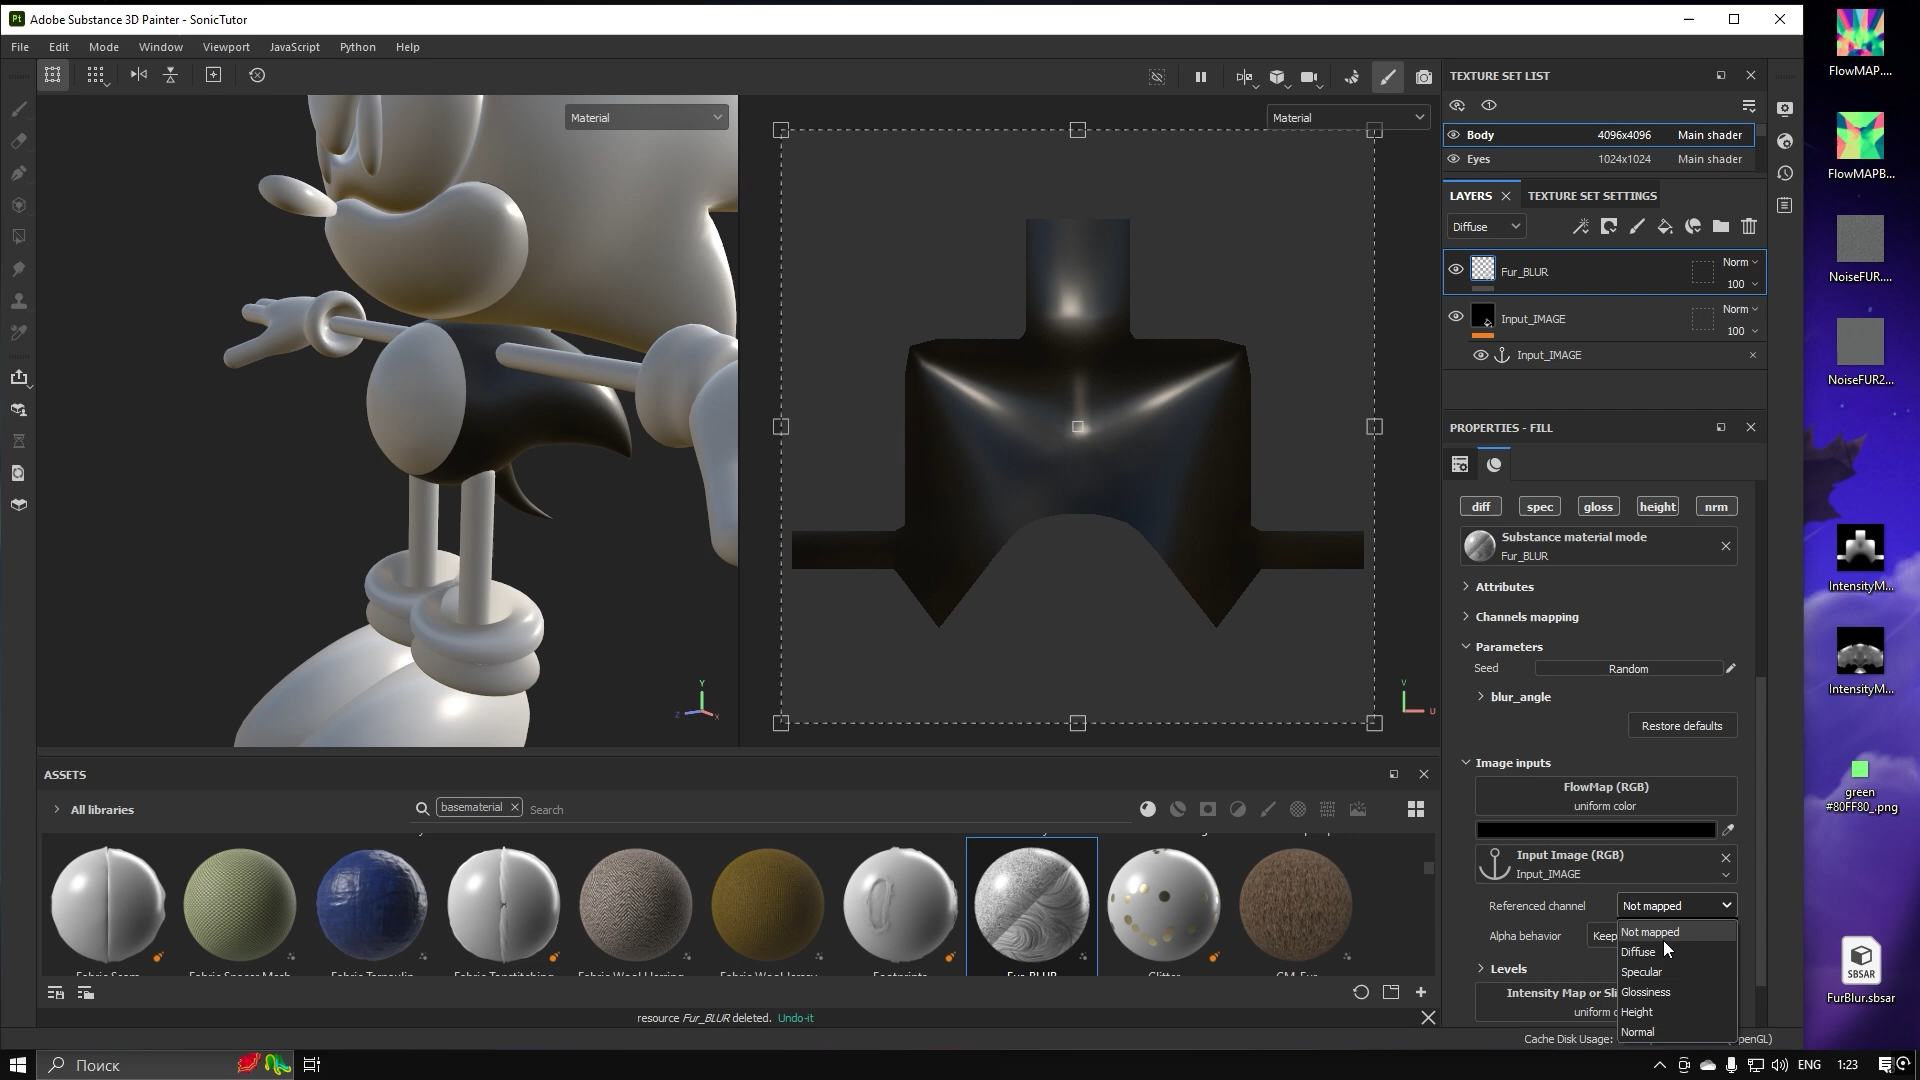 Pt Adobe Substance 3D Painter - SonicTutor
File Edit Mode Window Viewport JavaScript Python Help
Material
Material
Y
Z
X
V
U
TEXTURE SET LIST
Body 4096x4096 Main shader
Eyes 1024x1024 Main shader
LAYERS TEXTURE SET SETTINGS
Diffuse
Fur_BLUR Norm
100
Input_IMAGE Norm
100
Input_IMAGE
PROPERTIES - FILL
diff spec gloss height nrm
Substance material mode
Fur_BLUR
Attributes
Channels mapping
Parameters
Seed Random
blur_angle
Restore defaults
Image inputs
FlowMap (RGB)
uniform color
Input Image (RGB)
Input_IMAGE
Referenced channel Not mapped
Alpha behavior Keep
Not mapped
Diffuse
Specular
Glossiness
Height
Normal
Levels
Intensity Map or Sli
uniform c
Cache Disk Usage:
ASSETS
All libraries
basematerial
Search
Fur_BLUR
resource Fur_BLUR deleted. Undo-it
FlowMAP....
FlowMAPB...
NoiseFUR....
NoiseFUR2...
IntensityM...
IntensityM...
green
#80FF80_.png
SBSAR
FurBlur.sbsar
Поиск
ENG 1:23